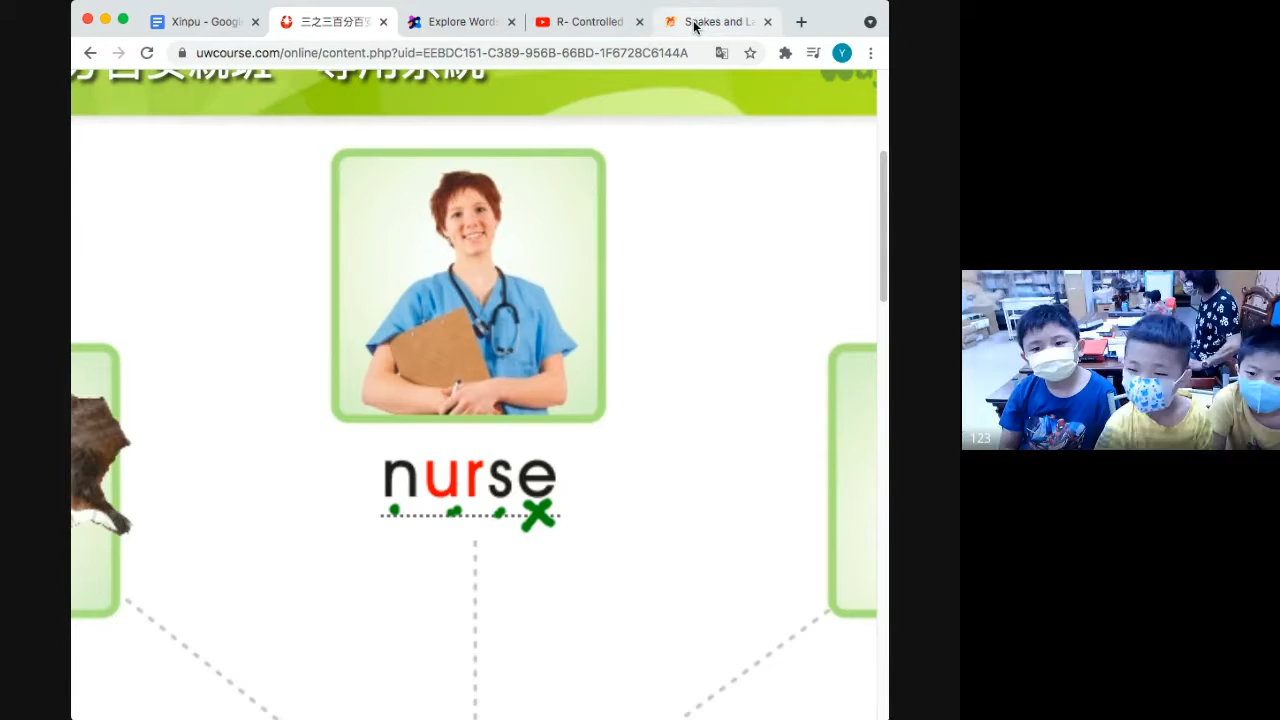 Xinpu - Googl
三之三百分百
Explore Word
R- Controlled
Snakes and La
uwcourse.com/online/content.php?uid=EEBDC151-C389-956B-66BD-1F6728C6144A
Y
nurse
123